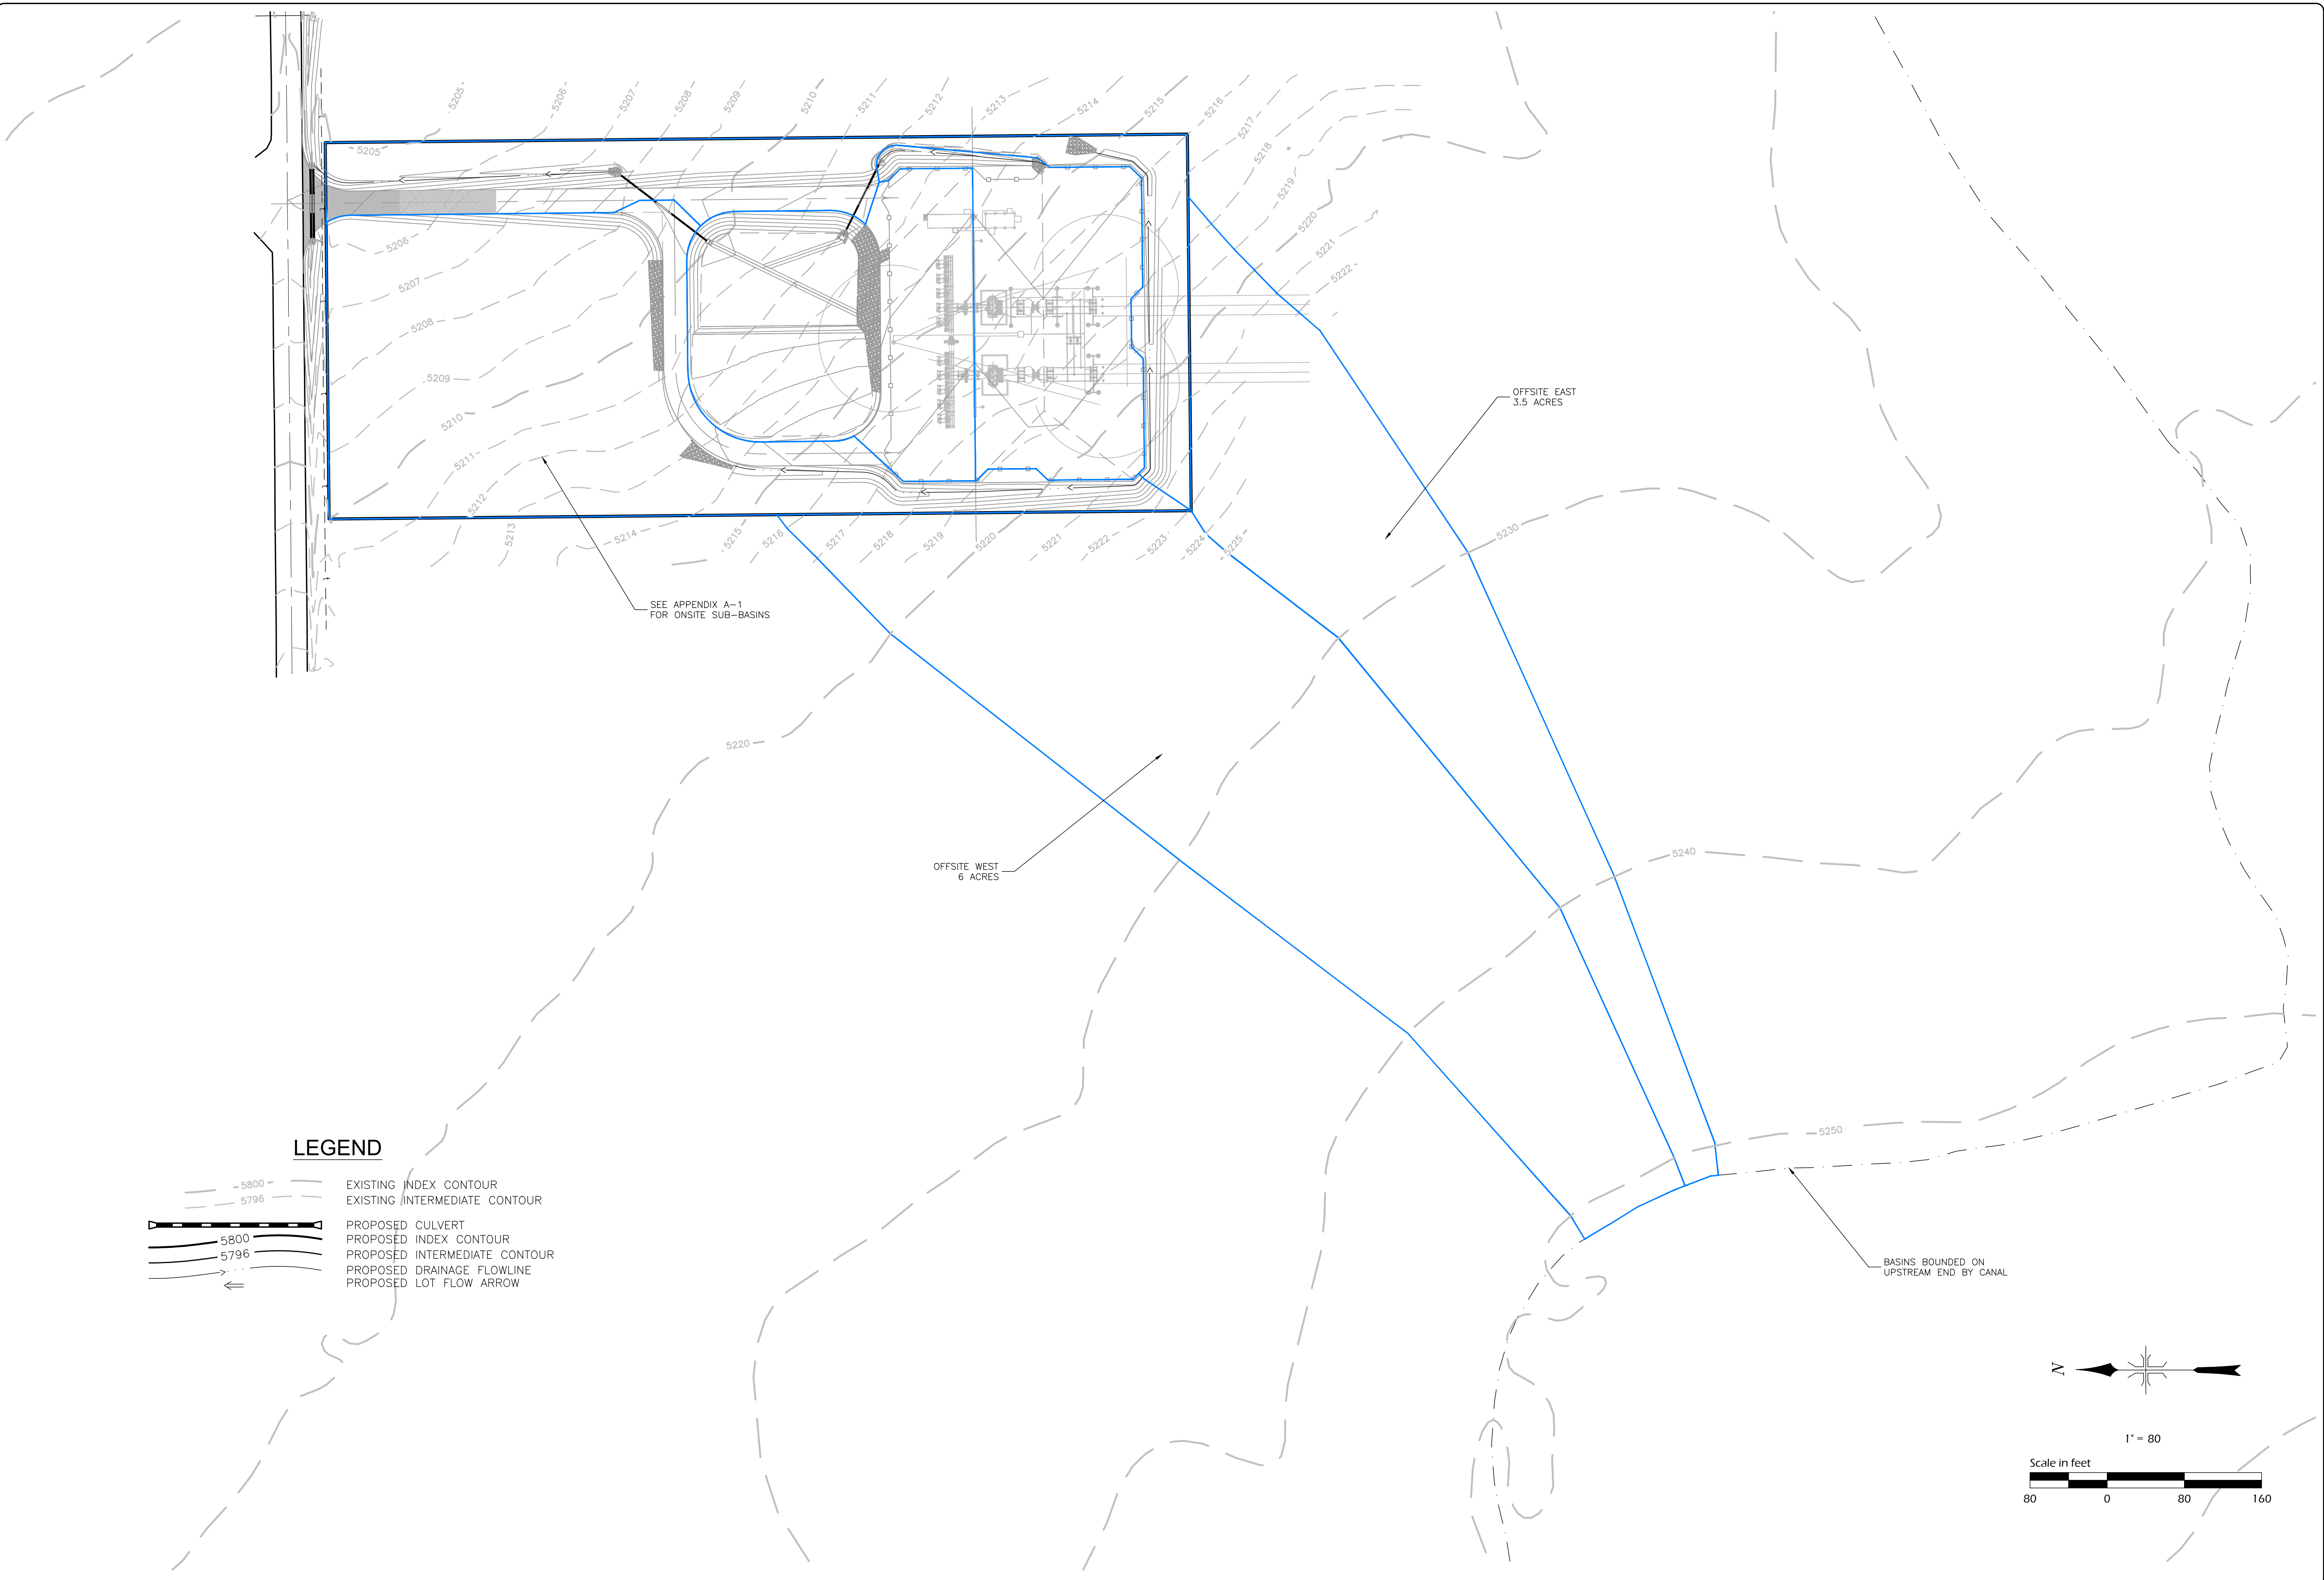 5205
5206
5207
5208
5209
5210
5211
5212
5213
5214
5215
5216
5217
5218
5219
5220
5221
5222
5205
5206
5207
5208
5209
5210
5211
5212
5213
5214
5215
5216
5217
5218
5219
5220
5221
5222
5223
5224
5225
OFFSITE EAST
3.5 ACRES
5230
SEE APPENDIX A-1
FOR ONSITE SUB-BASINS
5220
OFFSITE WEST
6 ACRES
5240
5250
BASINS BOUNDED ON
UPSTREAM END BY CANAL
LEGEND
5800 EXISTING INDEX CONTOUR
5796 EXISTING INTERMEDIATE CONTOUR
PROPOSED CULVERT
5800 PROPOSED INDEX CONTOUR
5796 PROPOSED INTERMEDIATE CONTOUR
PROPOSED DRAINAGE FLOWLINE
PROPOSED LOT FLOW ARROW
N
1" = 80
Scale in feet
80 0 80 160